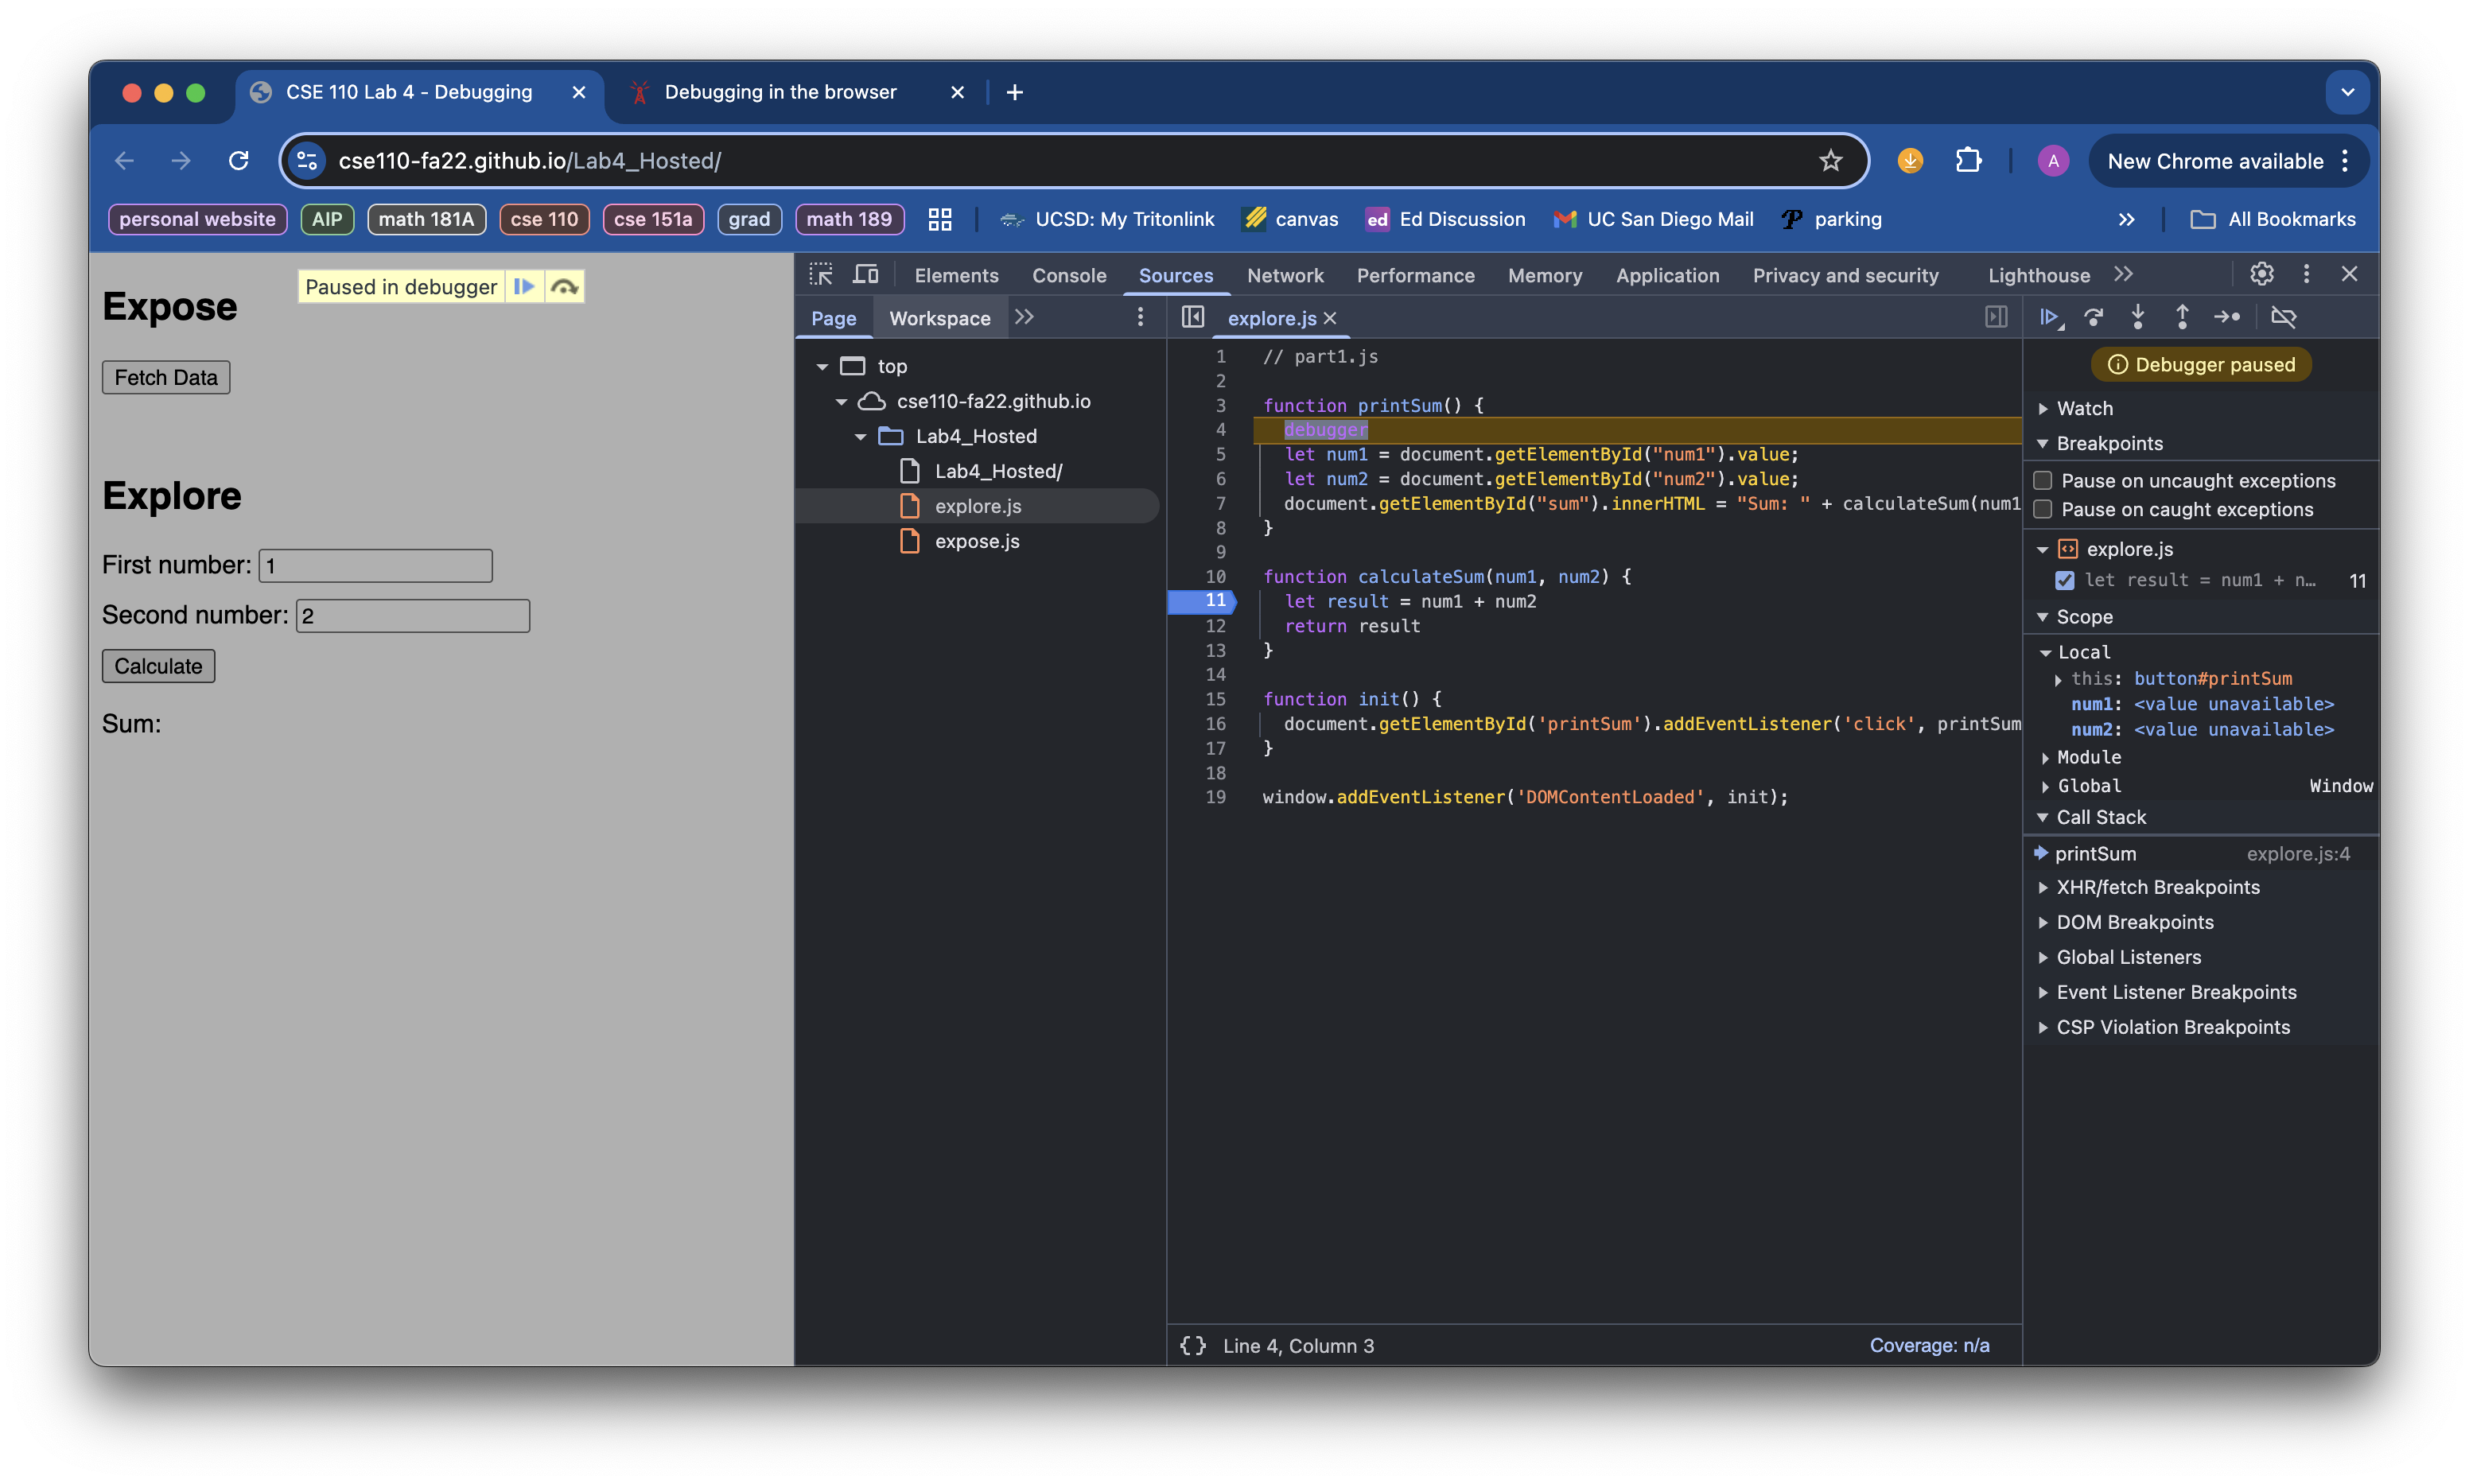 CSE 110 Lab 4 - Debugging
Debugging in the browser
cse110-fa22.github.io/Lab4_Hosted/
A
New Chrome available
personal website AIP math 181A cse 110 cse 151a grad math 189 UCSD: My Tritonlink canvas ed Ed Discussion UC San Diego Mail parking All Bookmarks
Paused in debugger
Expose
Fetch Data
Explore
First number: 1
Second number: 2
Calculate
Sum:
Elements Console Sources Network Performance Memory Application Privacy and security Lighthouse
Page Workspace
top
cse110-fa22.github.io
Lab4_Hosted
Lab4_Hosted/
explore.js
expose.js
explore.js
1 // part1.js
2
3 function printSum() {
4 debugger
5 let num1 = document.getElementById("num1").value;
6 let num2 = document.getElementById("num2").value;
7 document.getElementById("sum").innerHTML = "Sum: " + calculateSum(num1
8 }
9
10 function calculateSum(num1, num2) {
11 let result = num1 + num2
12 return result
13 }
14
15 function init() {
16 document.getElementById('printSum').addEventListener('click', printSum
17 }
18
19 window.addEventListener('DOMContentLoaded', init);
{} Line 4, Column 3 Coverage: n/a
Debugger paused
Watch
Breakpoints
Pause on uncaught exceptions
Pause on caught exceptions
explore.js
let result = num1 + n… 11
Scope
Local
this: button#printSum
num1: <value unavailable>
num2: <value unavailable>
Module
Global Window
Call Stack
printSum explore.js:4
XHR/fetch Breakpoints
DOM Breakpoints
Global Listeners
Event Listener Breakpoints
CSP Violation Breakpoints